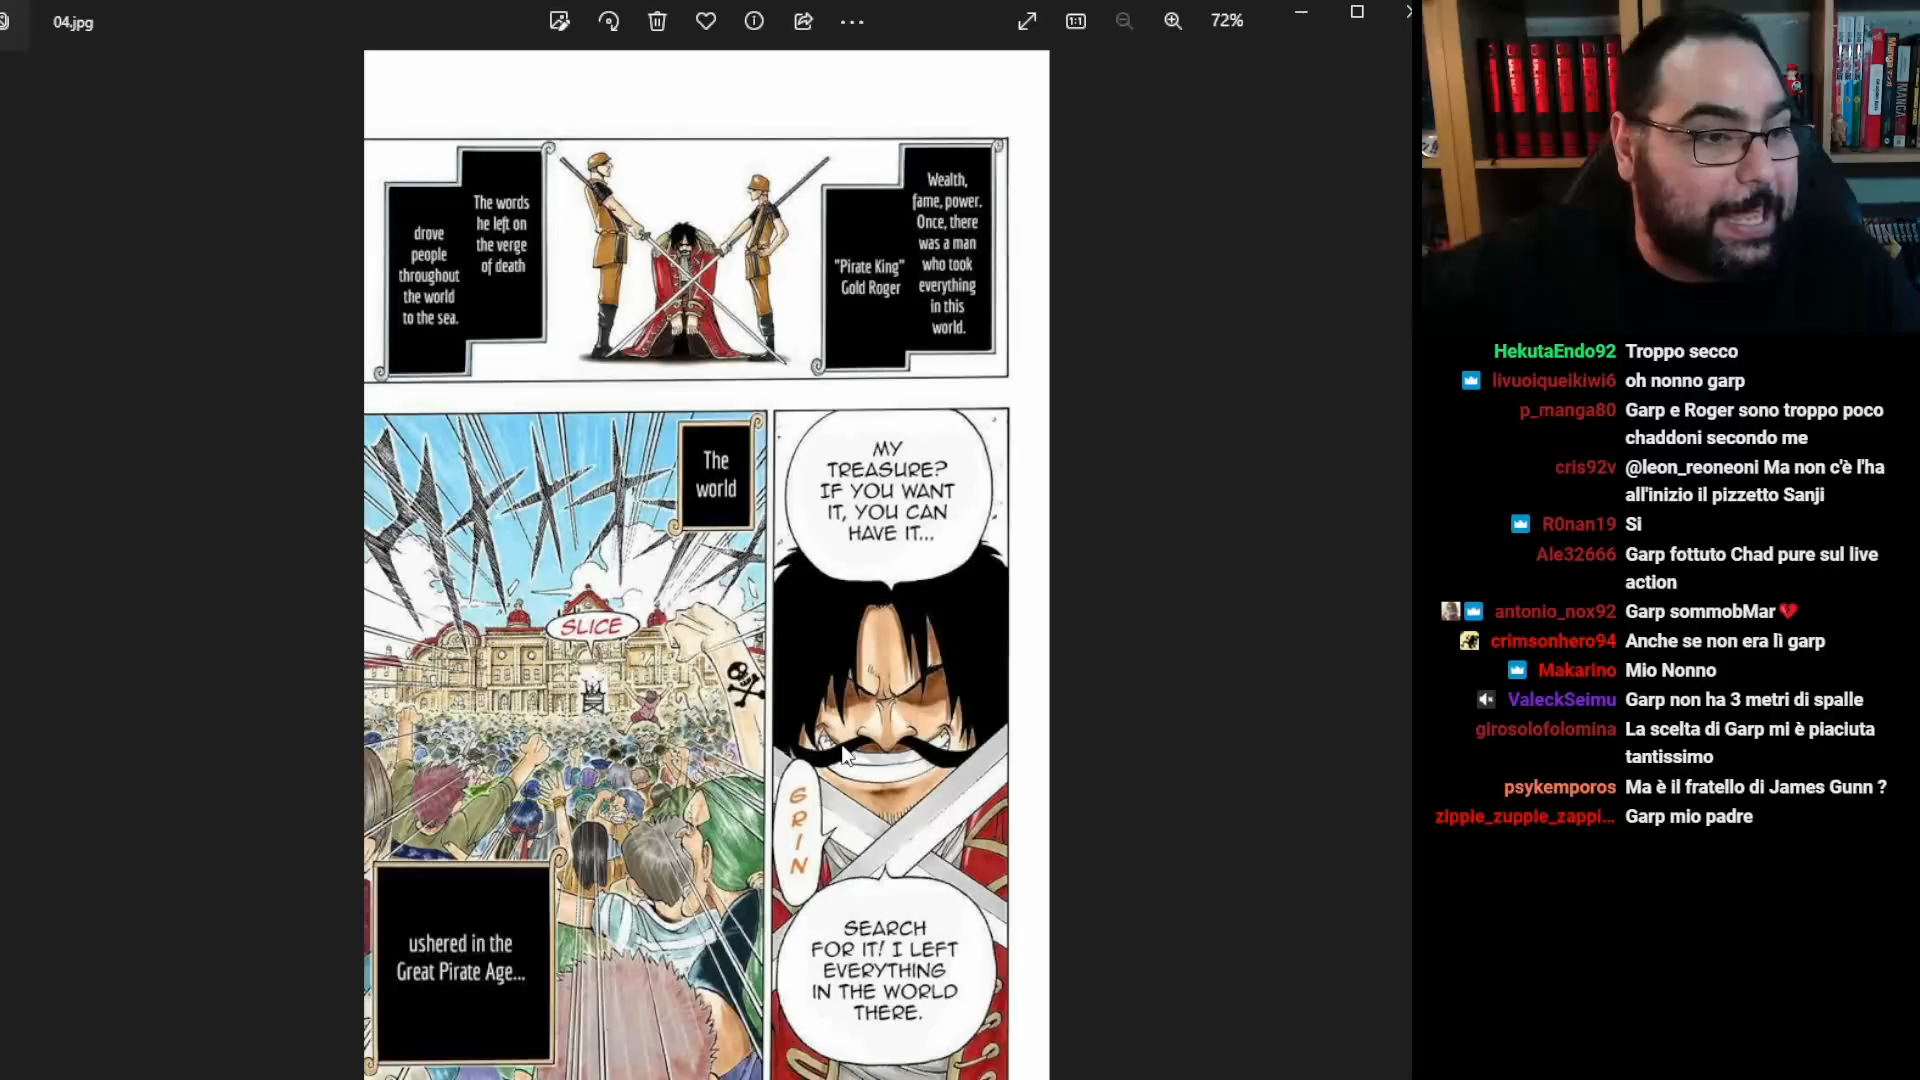 04.jpg
1:1
72%
Wealth,
fame, power.
Once, there
was a man
who took
everything
in this
world.
"Pirate King"
Gold Roger
The words
he left on
the verge
of death
drove
people
throughout
the world
to the sea.
MY
TREASURE?
IF YOU WANT
IT, YOU CAN
HAVE IT...
GRIN
SEARCH
FOR IT! I LEFT
EVERYTHING
IN THE WORLD
THERE.
The
world
SLICE
ushered in the
Great Pirate Age...
HekutaEndo92 Troppo secco
livuoiqueikiwi6 oh nonno garp
p_manga80 Garp e Roger sono troppo poco
chaddoni secondo me
cris92v @leon_reoneoni Ma non c'è l'ha
all'inizio il pizzetto Sanji
R0nan19 Si
Ale32666 Garp fottuto Chad pure sul live
action
antonio_nox92 Garp sommobMar💔
crimsonhero94 Anche se non era lì garp
Makarino Mio Nonno
ValeckSeimu Garp non ha 3 metri di spalle
girosolofolomina La scelta di Garp mi è piaciuta
tantissimo
psykemporos Ma è il fratello di James Gunn ?
zippie_zuppie_zappi... Garp mio padre